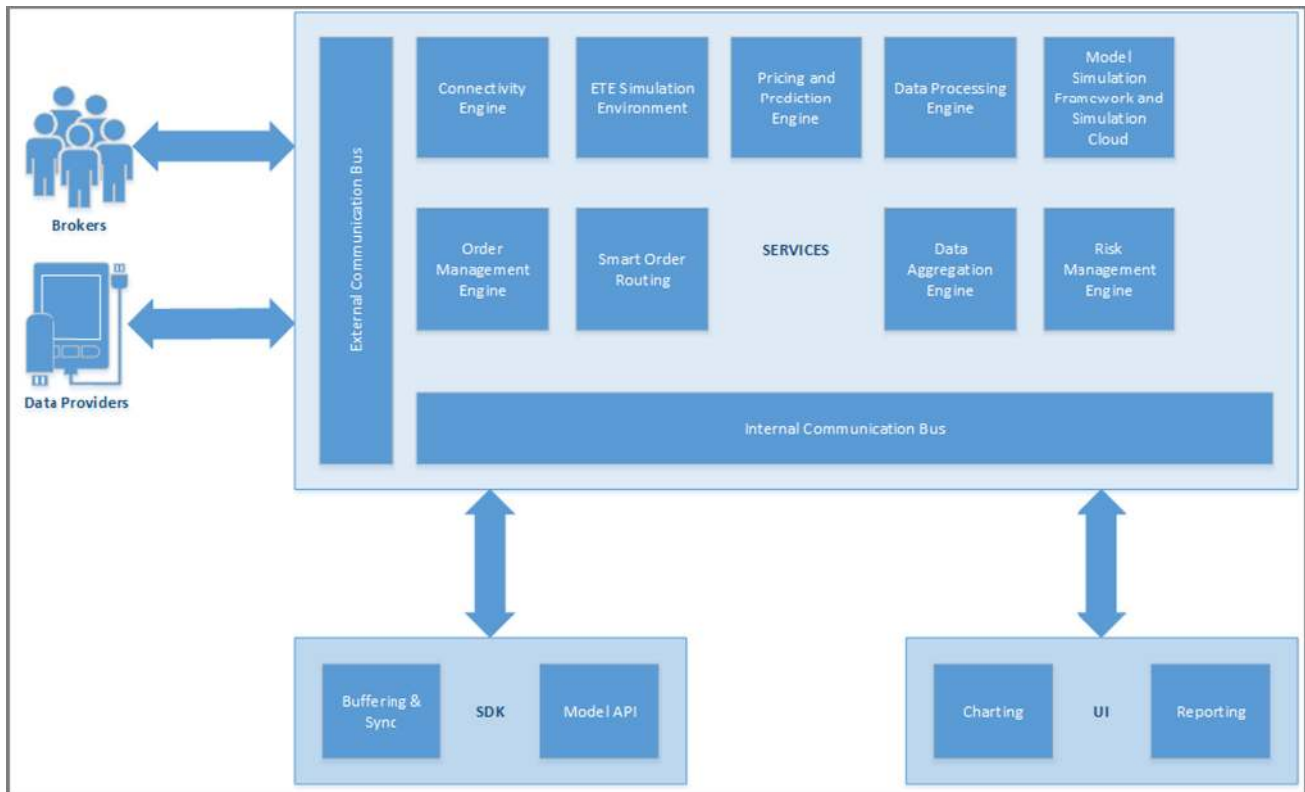 Connectivity
Engine
ETE Simulation
Environment
Pricing and
Prediction
Engine
Data Processing
Engine
Model
Simulation
Framework and
Simulation
Cloud
External Communication Bus
Brokers
Order
Management
Engine
Smart Order
Routing
SERVICES
Data
Aggregation
Engine
Risk
Management
Engine
Data Providers
Internal Communication Bus
Buffering &
Sync
SDK
Model API
Charting
UI
Reporting